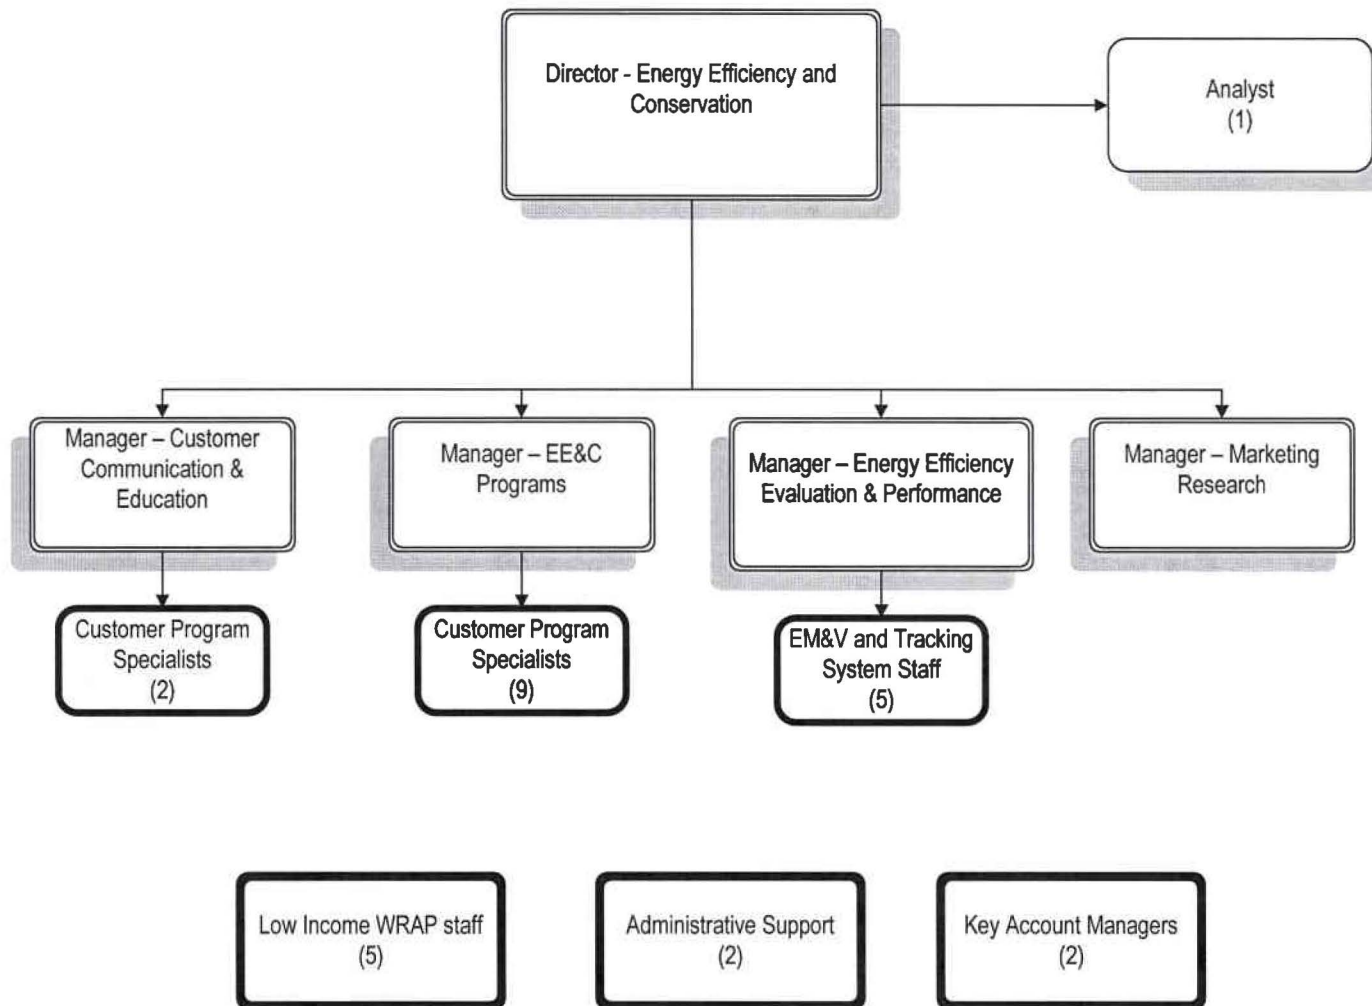 Director - Energy Efficiency and
Conservation
Analyst
(1)
Manager – Customer
Communication &
Education
Manager – EE&C
Programs
Manager – Energy Efficiency
Evaluation & Performance
Manager – Marketing
Research
Customer Program
Specialists
(2)
Customer Program
Specialists
(9)
EM&V and Tracking
System Staff
(5)
Low Income WRAP staff
(5)
Administrative Support
(2)
Key Account Managers
(2)